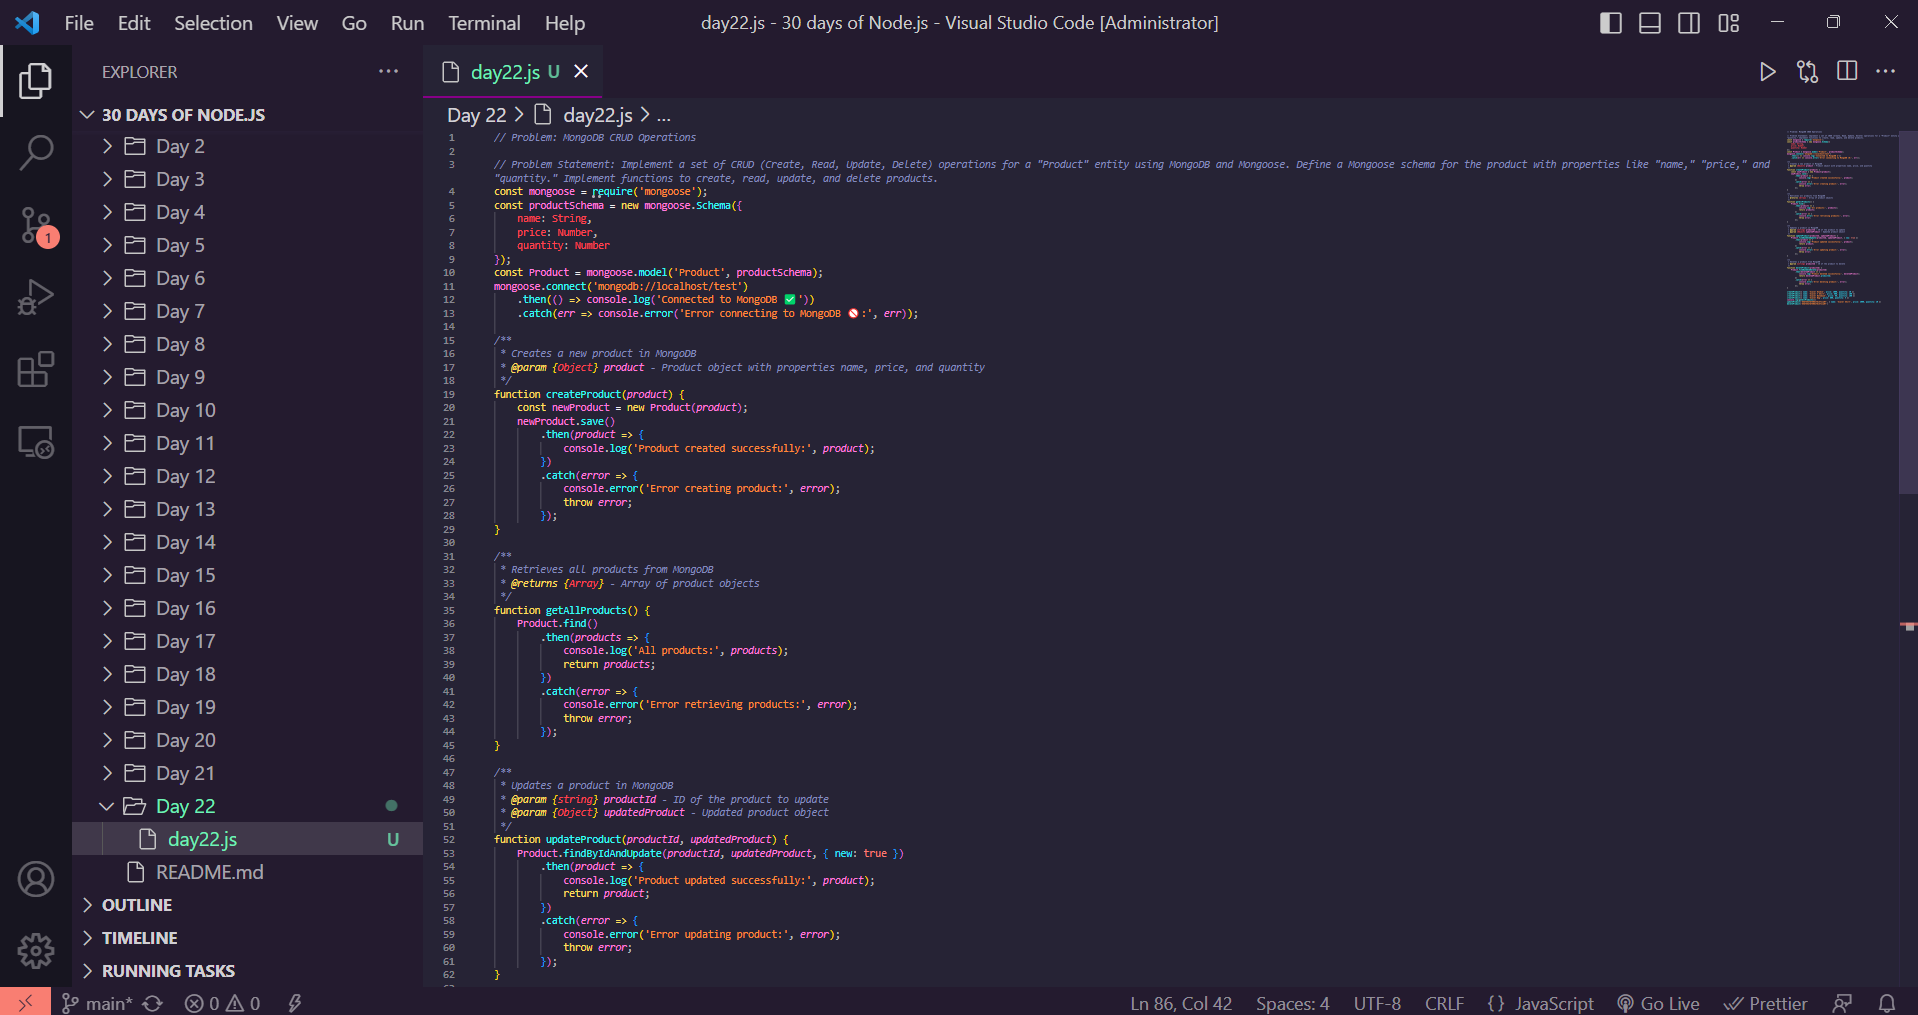 File Edit Selection View Go Run Terminal Help
day22.js - 30 days of Node.js - Visual Studio Code [Administrator]
EXPLORER
30 DAYS OF NODE.JS
Day 2
Day 3
Day 4
Day 5
Day 6
Day 7
Day 8
Day 9
Day 10
Day 11
Day 12
Day 13
Day 14
Day 15
Day 16
Day 17
Day 18
Day 19
Day 20
Day 21
Day 22
day22.js U
README.md
OUTLINE
TIMELINE
RUNNING TASKS
1
day22.js U
Day 22 > day22.js > ...
1 // Problem: MongoDB CRUD Operations
2
3 // Problem Statement: Implement a set of CRUD (Create, Read, Update, Delete) operations for a "Product" entity using MongoDB and Mongoose. Define a Mongoose schema for the product with properties like "name," "price," and
"quantity." Implement functions to create, read, update, and delete products.
4 const mongoose = require('mongoose');
5 const productSchema = new mongoose.Schema({
6 name: String,
7 price: Number,
8 quantity: Number
9 });
10 const Product = mongoose.model('Product', productSchema);
11 mongoose.connect('mongodb://localhost/test')
12 .then(() => console.log('Connected to MongoDB ✅'))
13 .catch(err => console.error('Error connecting to MongoDB 🚫:', err));
14
15 /**
16 * Creates a new product in MongoDB
17 * @param {Object} product - Product object with properties name, price, and quantity
18 */
19 function createProduct(product) {
20 const newProduct = new Product(product);
21 newProduct.save()
22 .then(product => {
23 console.log('Product created successfully:', product);
24 })
25 .catch(error => {
26 console.error('Error creating product:', error);
27 throw error;
28 });
29 }
30
31 /**
32 * Retrieves all products from MongoDB
33 * @returns {Array} - Array of product objects
34 */
35 function getAllProducts() {
36 Product.find()
37 .then(products => {
38 console.log('All products:', products);
39 return products;
40 })
41 .catch(error => {
42 console.error('Error retrieving products:', error);
43 throw error;
44 });
45 }
46
47 /**
48 * Updates a product in MongoDB
49 * @param {string} productId - ID of the product to update
50 * @param {Object} updatedProduct - Updated product object
51 */
52 function updateProduct(productId, updatedProduct) {
53 Product.findByIdAndUpdate(productId, updatedProduct, { new: true })
54 .then(product => {
55 console.log('Product updated successfully:', product);
56 return product;
57 })
58 .catch(error => {
59 console.error('Error updating product:', error);
60 throw error;
61 });
62 }
main* 0 0 Ln 86, Col 42 Spaces: 4 UTF-8 CRLF {} JavaScript Go Live Prettier